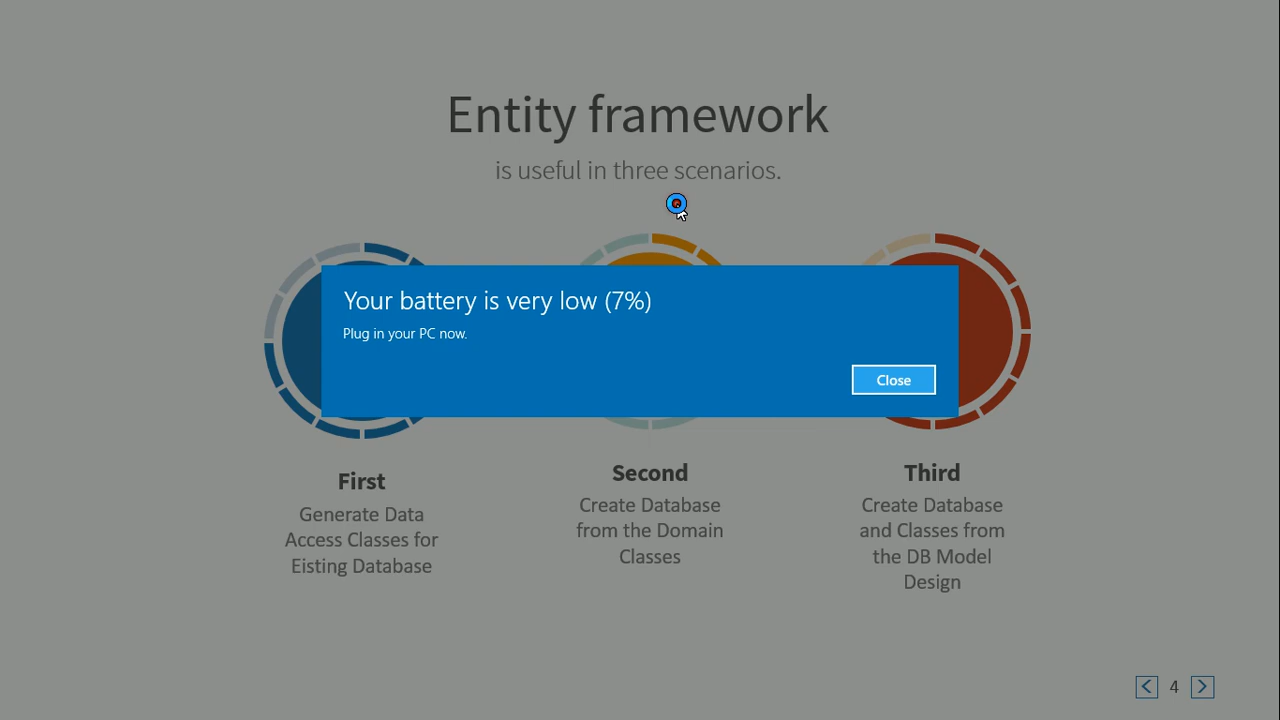 Entity framework
is useful in three scenarios.
Your battery is very low (7%)
Plug in your PC now.
Close
First
Generate Data
Access Classes for
Eisting Database
Second
Create Database
from the Domain
Classes
Third
Create Database
and Classes from
the DB Model
Design
4